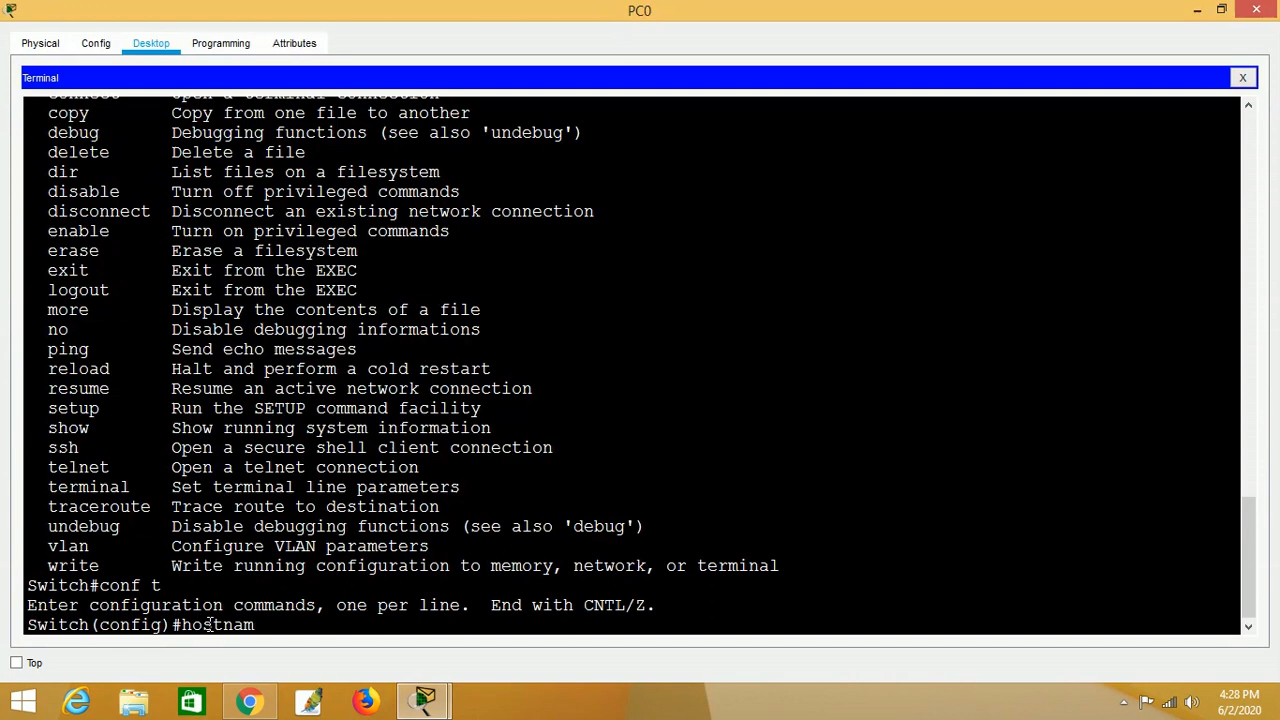 PC0
Physical Config Desktop Programming Attributes
Terminal X
connect Open a terminal connection
copy Copy from one file to another
debug Debugging functions (see also 'undebug')
delete Delete a file
dir List files on a filesystem
disable Turn off privileged commands
disconnect Disconnect an existing network connection
enable Turn on privileged commands
erase Erase a filesystem
exit Exit from the EXEC
logout Exit from the EXEC
more Display the contents of a file
no Disable debugging informations
ping Send echo messages
reload Halt and perform a cold restart
resume Resume an active network connection
setup Run the SETUP command facility
show Show running system information
ssh Open a secure shell client connection
telnet Open a telnet connection
terminal Set terminal line parameters
traceroute Trace route to destination
undebug Disable debugging functions (see also 'debug')
vlan Configure VLAN parameters
write Write running configuration to memory, network, or terminal
Switch#conf t
Enter configuration commands, one per line. End with CNTL/Z.
Switch(config)#hostnam
Top
4:28 PM
6/2/2020